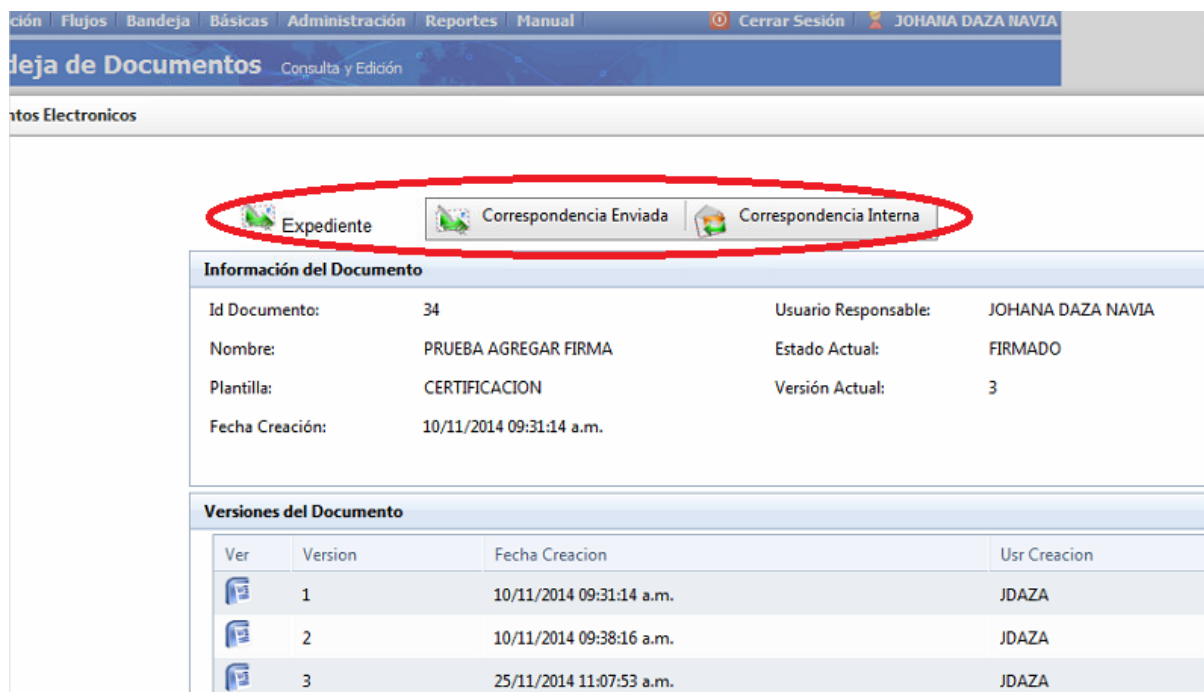 ción Flujos Bandeja Básicas Administración Reportes Manual Cerrar Sesión JOHANA DAZA NAVIA
deja de Documentos Consulta y Edición
ntos Electronicos
Expediente Correspondencia Enviada Correspondencia Interna
Información del Documento
Id Documento: 34 Usuario Responsable: JOHANA DAZA NAVIA
Nombre: PRUEBA AGREGAR FIRMA Estado Actual: FIRMADO
Plantilla: CERTIFICACION Versión Actual: 3
Fecha Creación: 10/11/2014 09:31:14 a.m.
Versiones del Documento
Ver Version Fecha Creacion Usr Creacion
1 10/11/2014 09:31:14 a.m. JDAZA
2 10/11/2014 09:38:16 a.m. JDAZA
3 25/11/2014 11:07:53 a.m. JDAZA